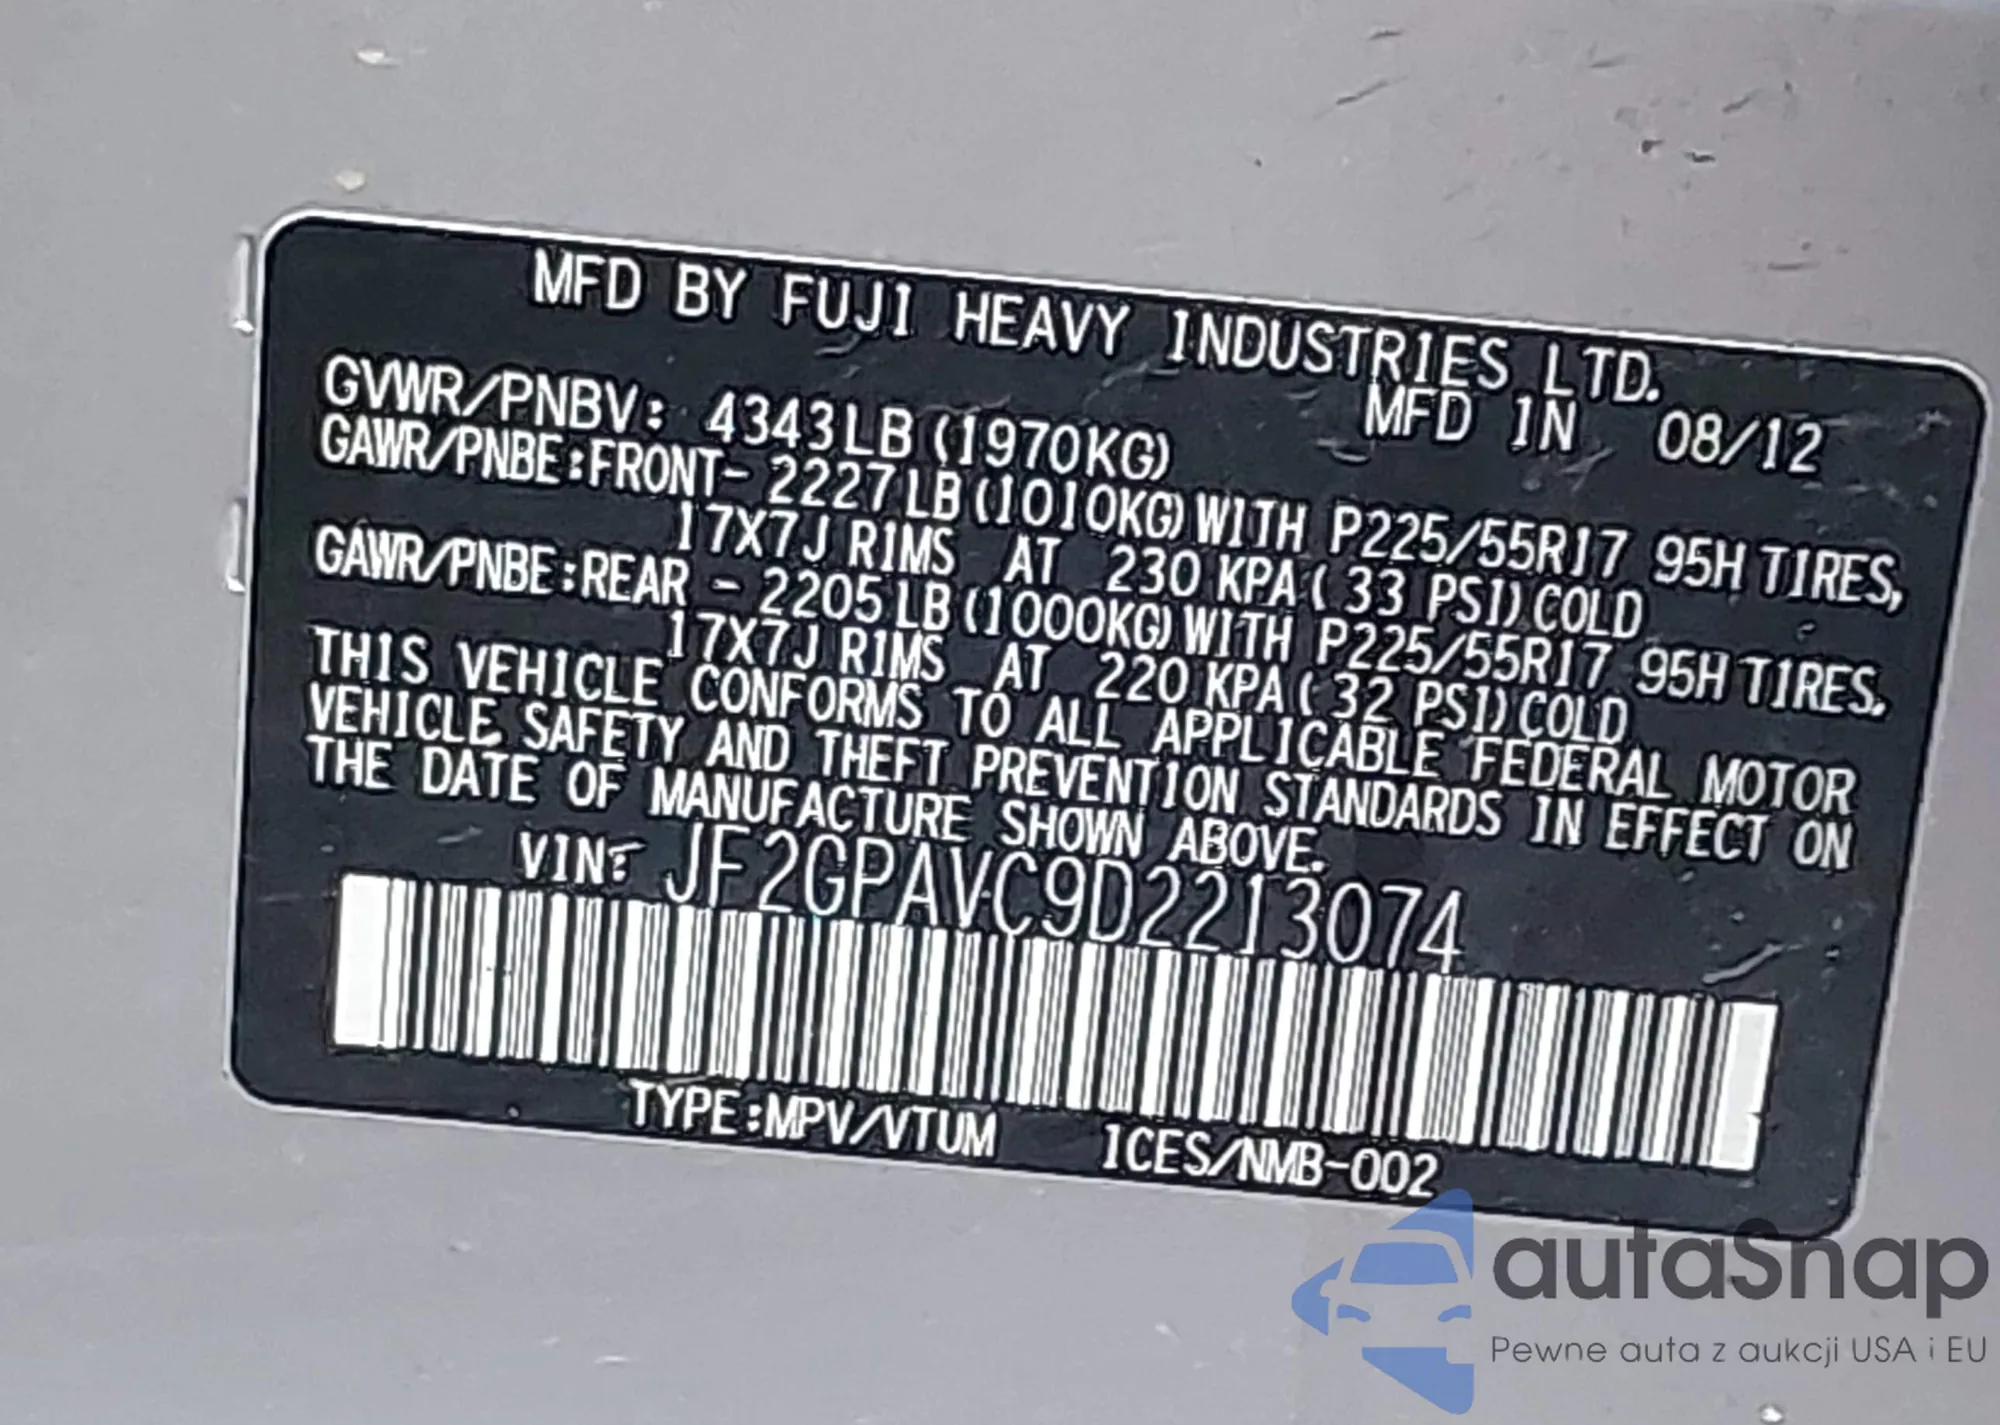 MFD BY FUJI HEAVY INDUSTRIES LTD.
MFD IN 08/12
GVWR/PNBV: 4343LB (1970KG)
GAWR/PNBE:FRONT- 2227LB (1010KG) WITH P225/55R17 95H TIRES,
17X7J RIMS AT 230 KPA ( 33 PSI) COLD
GAWR/PNBE:REAR - 2205LB (1000KG) WITH P225/55R17 95H TIRES,
17X7J RIMS AT 220 KPA ( 32 PSI) COLD
THIS VEHICLE CONFORMS TO ALL APPLICABLE FEDERAL MOTOR
VEHICLE SAFETY AND THEFT PREVENTION STANDARDS IN EFFECT ON
THE DATE OF MANUFACTURE SHOWN ABOVE.
VIN: JF2GPAVC9D2213074
TYPE:MPV/VTUM ICES/NMB-002
autaSnap
Pewne auta z aukcji USA i EU